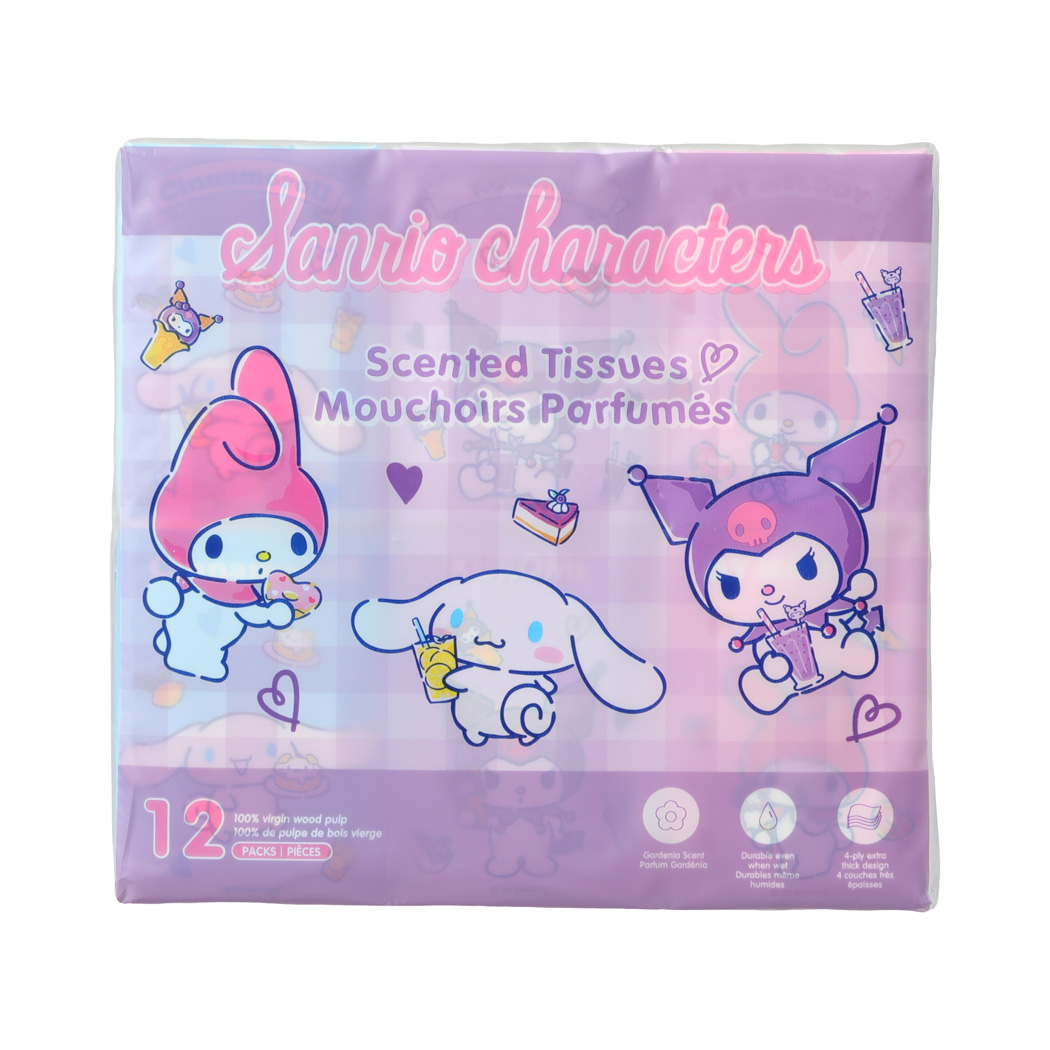 Sanrio characters
Scented Tissues
Mouchoirs Parfumés
12
100% virgin wood pulp
100% de pulpe de bois vierge
PACKS | PIÈCES
Gardenia Scent
Parfum Gardénia
Durable even
when wet
Durables même
humides
4-ply extra
thick design
4 couches très
épaisses